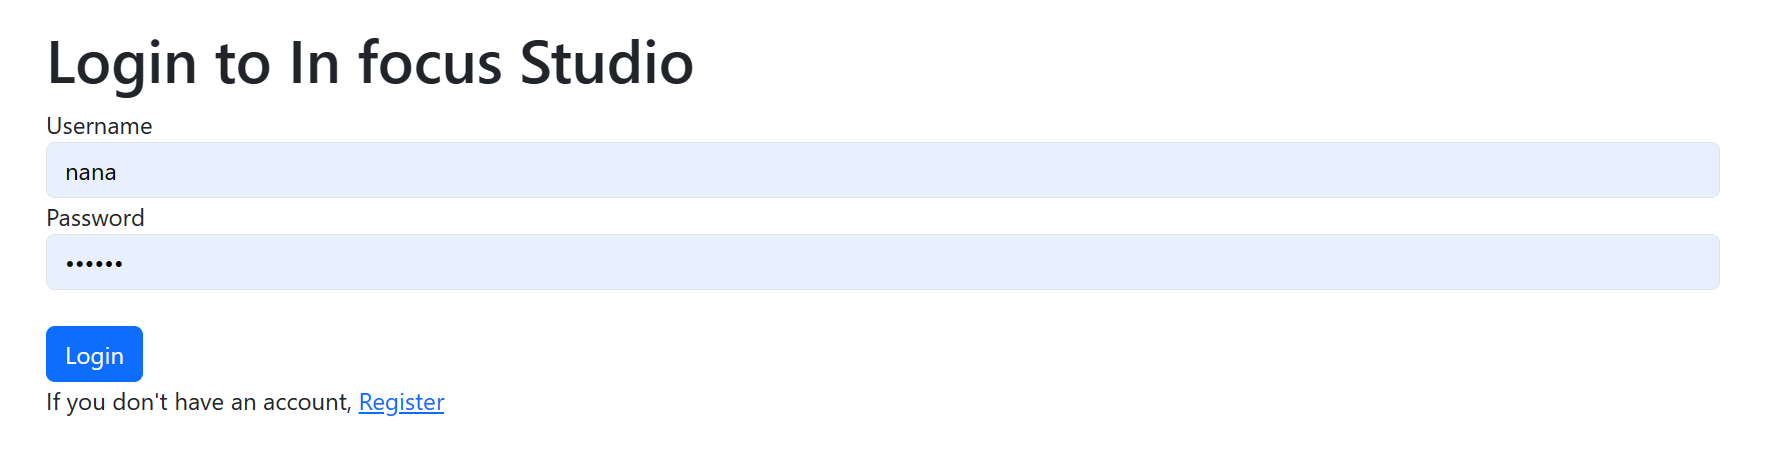 Login to In focus Studio
Username
nana
Password
••••••
Login
If you don't have an account, Register